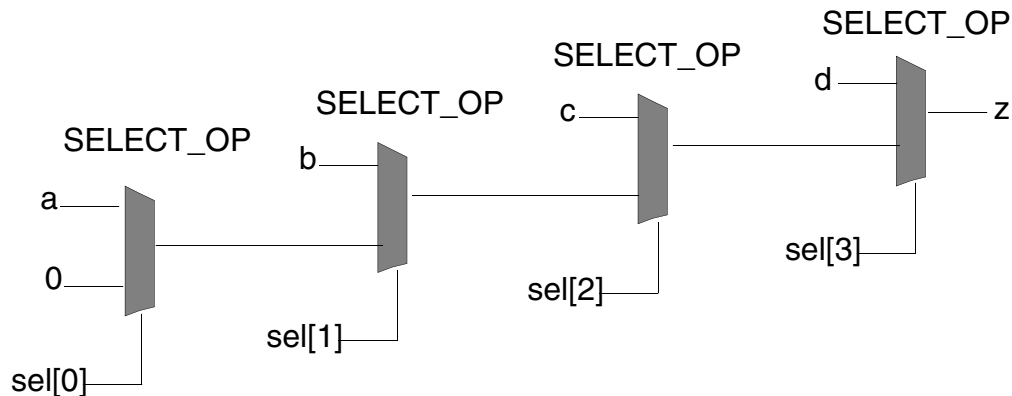 SELECT_OP
d
z
SELECT_OP
c
SELECT_OP
b
SELECT_OP
a
0
sel[3]
sel[2]
sel[1]
sel[0]